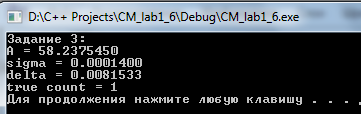 D:\C++ Projects\CM_lab1_6\Debug\CM_lab1_6.exe
Задание 3:
A = 58.2375450
sigma = 0.0001400
delta = 0.0081533
true count = 1
Для продолжения нажмите любую клавишу . . .